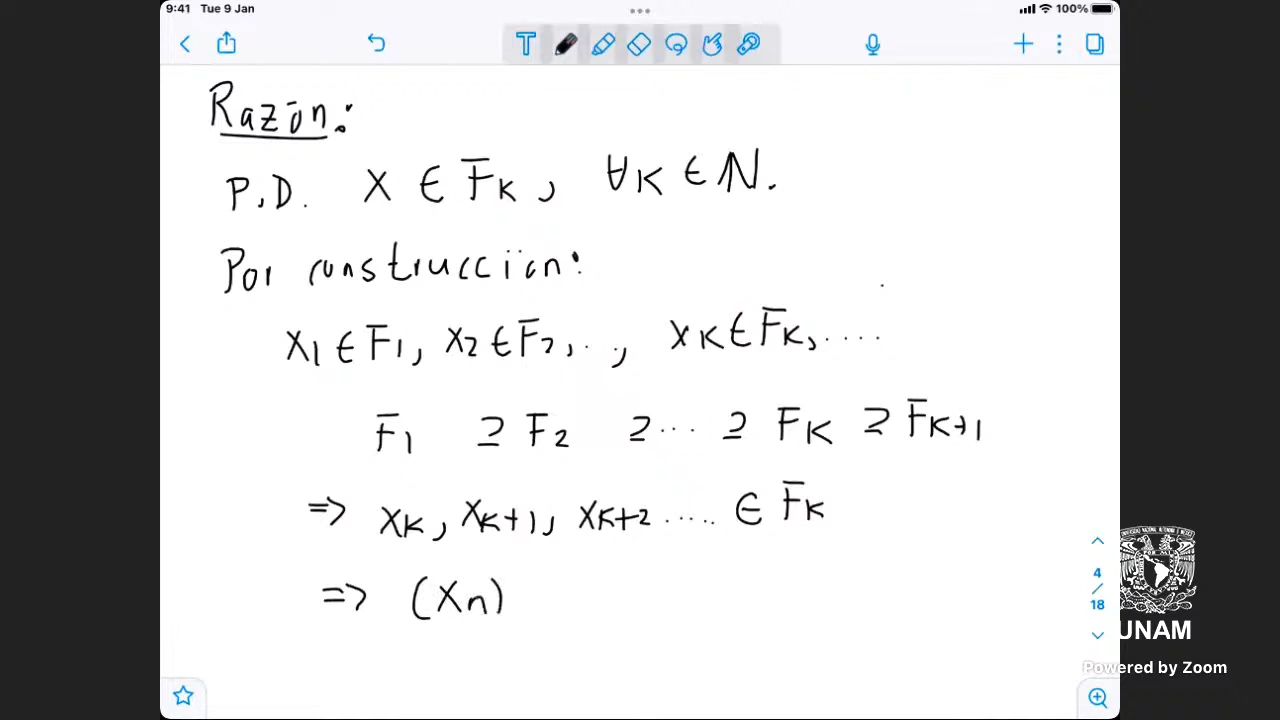 9:41 Tue 9 Jan
100%
T
Razón:
P.D. x ∈ Fk, ∀k ∈ ℕ.
Por construcción:
x1 ∈ F1, x2 ∈ F2, .., xk ∈ Fk, ....
F1 ⊇ F2 ⊇ ... ⊇ Fk ⊇ Fk+1
=> xk, xk+1, xk+2 ..... ∈ Fk
=> (xn)
4
/
18
UNAM
Powered by Zoom